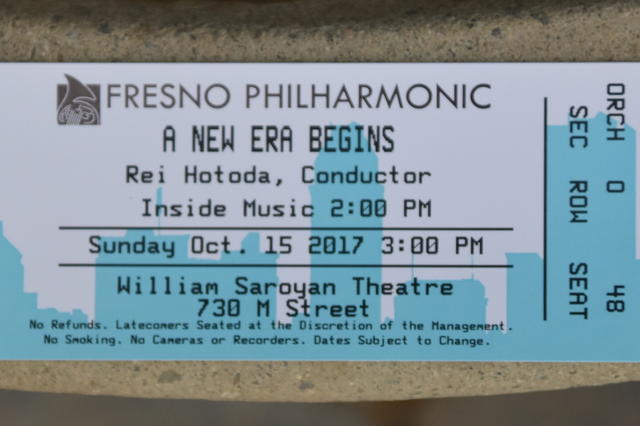 FRESNO PHILHARMONIC
A NEW ERA BEGINS
Rei Hotoda, Conductor
Inside Music 2:00 PM
Sunday Oct. 15 2017 3:00 PM
William Saroyan Theatre
730 M Street
No Refunds. Latecomers Seated at the Discretion of the Management.
No Smoking. No Cameras or Recorders. Dates Subject to Change.
ORCH O 48
SEC ROW SEAT